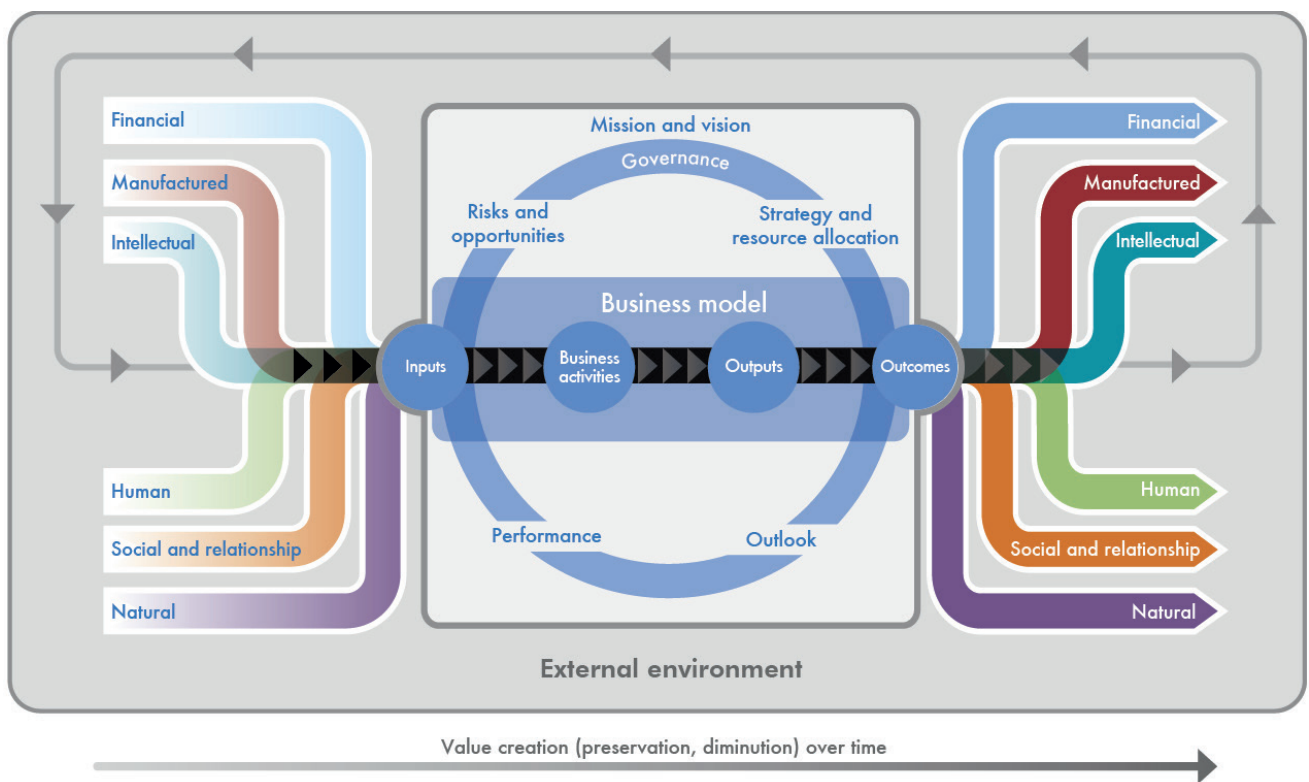 Financial
Manufactured
Intellectual
Human
Social and relationship
Natural
Mission and vision
Governance
Risks and
opportunities
Strategy and
resource allocation
Business model
Inputs
Business
activities
Outputs
Outcomes
Performance
Outlook
Financial
Manufactured
Intellectual
Human
Social and relationship
Natural
External environment
Value creation (preservation, diminution) over time